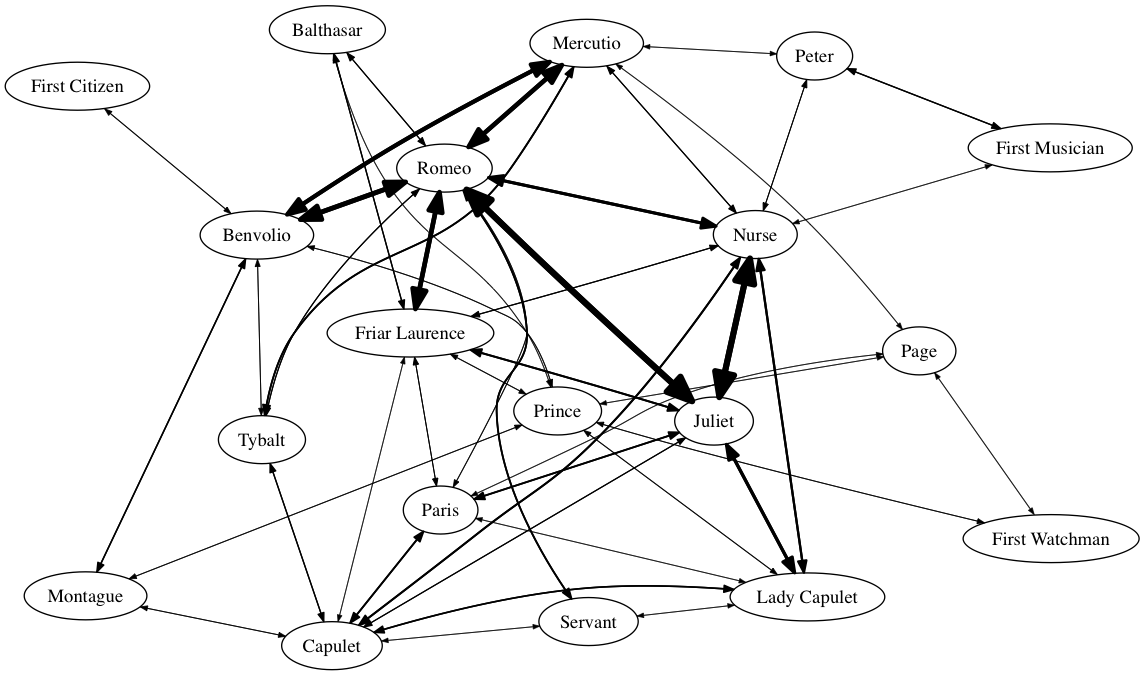 Balthasar
Mercutio
Peter
First Citizen
First Musician
Romeo
Benvolio
Nurse
Friar Laurence
Page
Prince
Juliet
Tybalt
Paris
First Watchman
Montague
Lady Capulet
Servant
Capulet